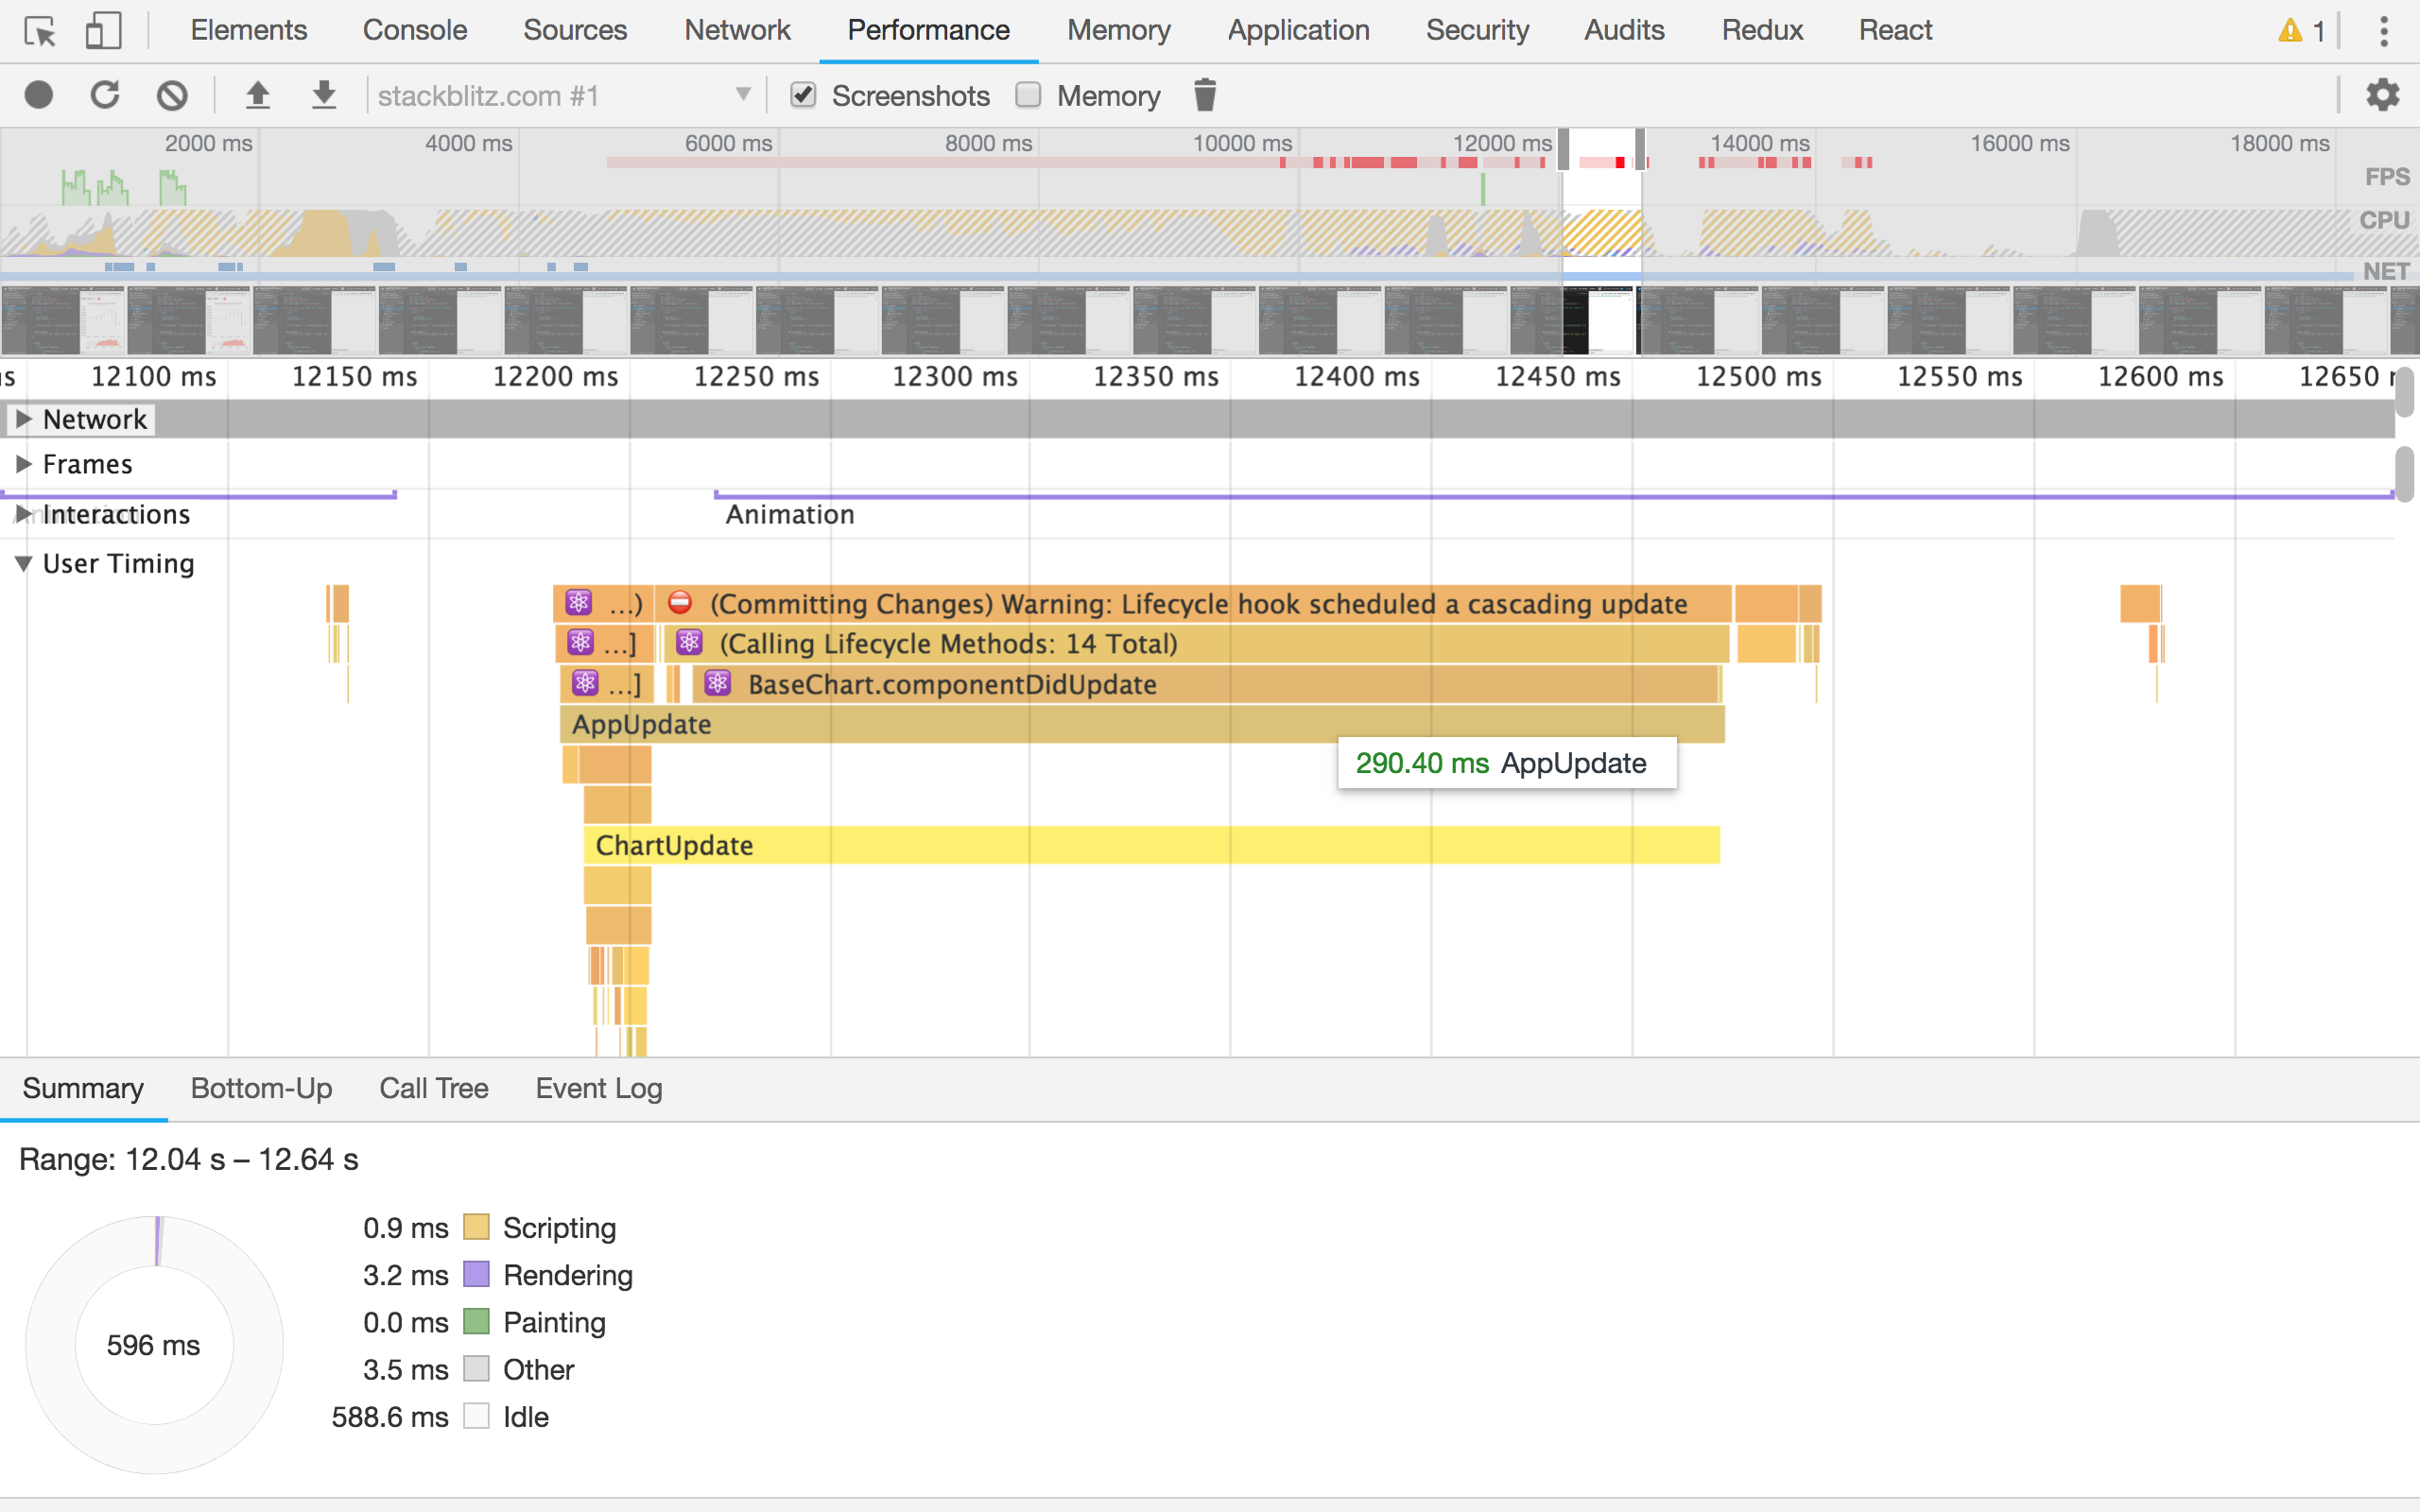 Elements Console Sources Network Performance Memory Application Security Audits Redux React 1
stackblitz.com #1 Screenshots Memory
2000 ms 4000 ms 6000 ms 8000 ms 10000 ms 12000 ms 14000 ms 16000 ms 18000 ms
FPS
CPU
NET
s 12100 ms 12150 ms 12200 ms 12250 ms 12300 ms 12350 ms 12400 ms 12450 ms 12500 ms 12550 ms 12600 ms 12650
Network
Frames
Interactions Animation
User Timing
...) (Committing Changes) Warning: Lifecycle hook scheduled a cascading update
...] (Calling Lifecycle Methods: 14 Total)
...] BaseChart.componentDidUpdate
AppUpdate
290.40 ms AppUpdate
ChartUpdate
Summary Bottom-Up Call Tree Event Log
Range: 12.04 s – 12.64 s
596 ms
0.9 ms Scripting
3.2 ms Rendering
0.0 ms Painting
3.5 ms Other
588.6 ms Idle